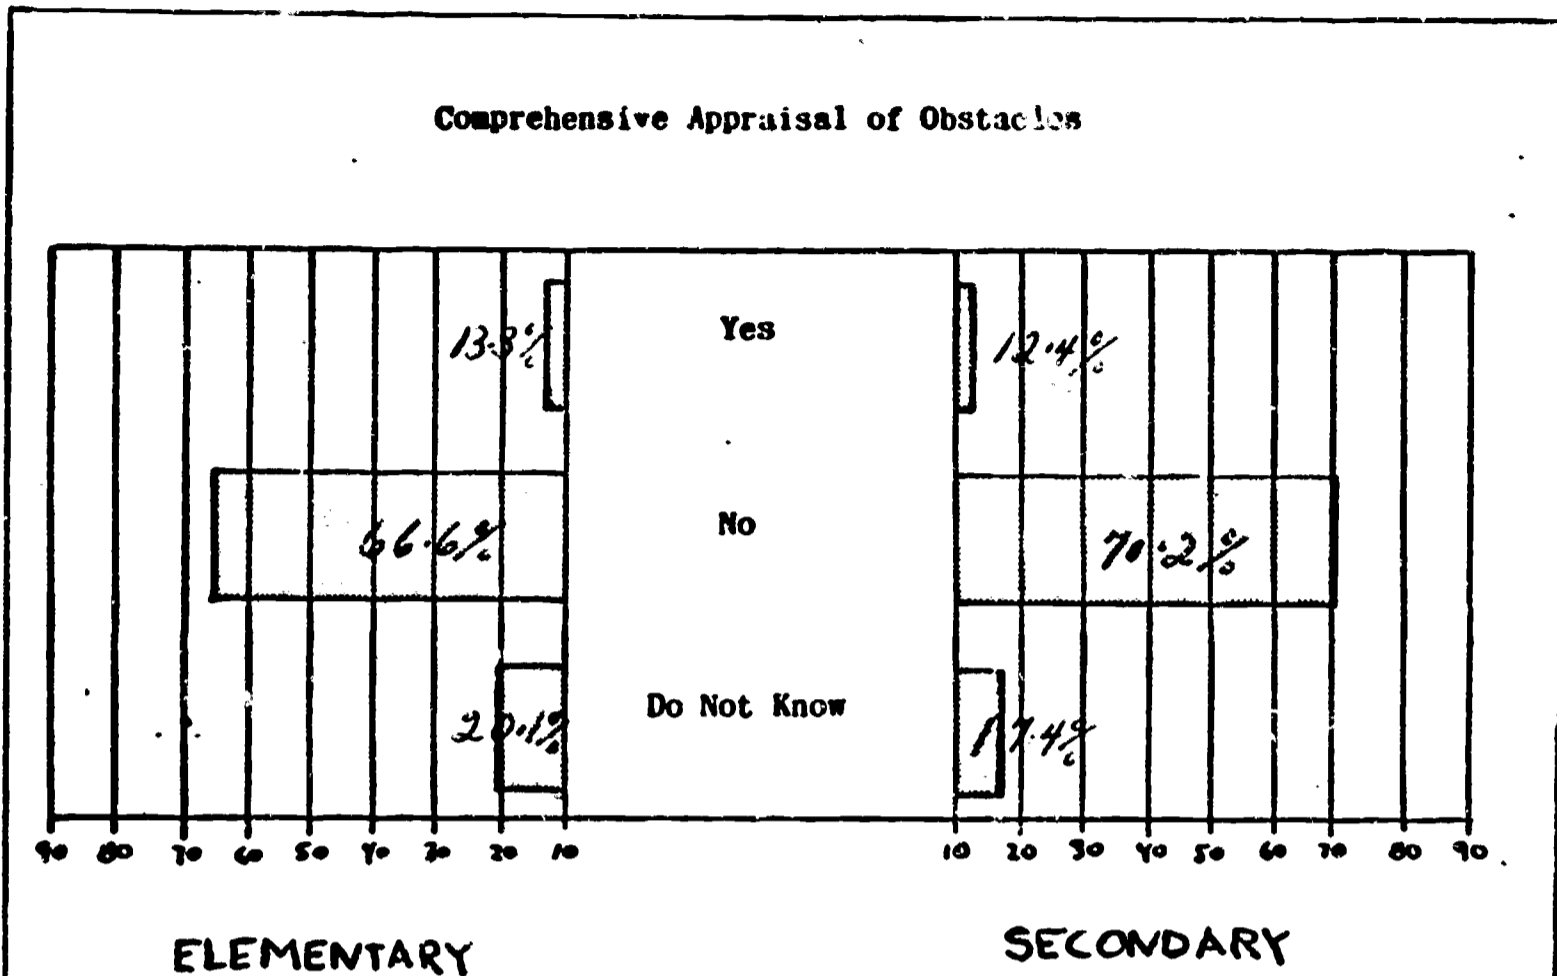 Comprehensive Appraisal of Obstacles
Yes
13.3%
12.4%
No
66.6%
70.2%
Do Not Know
20.1%
17.4%
90 80 70 60 50 40 30 20 10
10 20 30 40 50 60 70 80 90
ELEMENTARY
SECONDARY